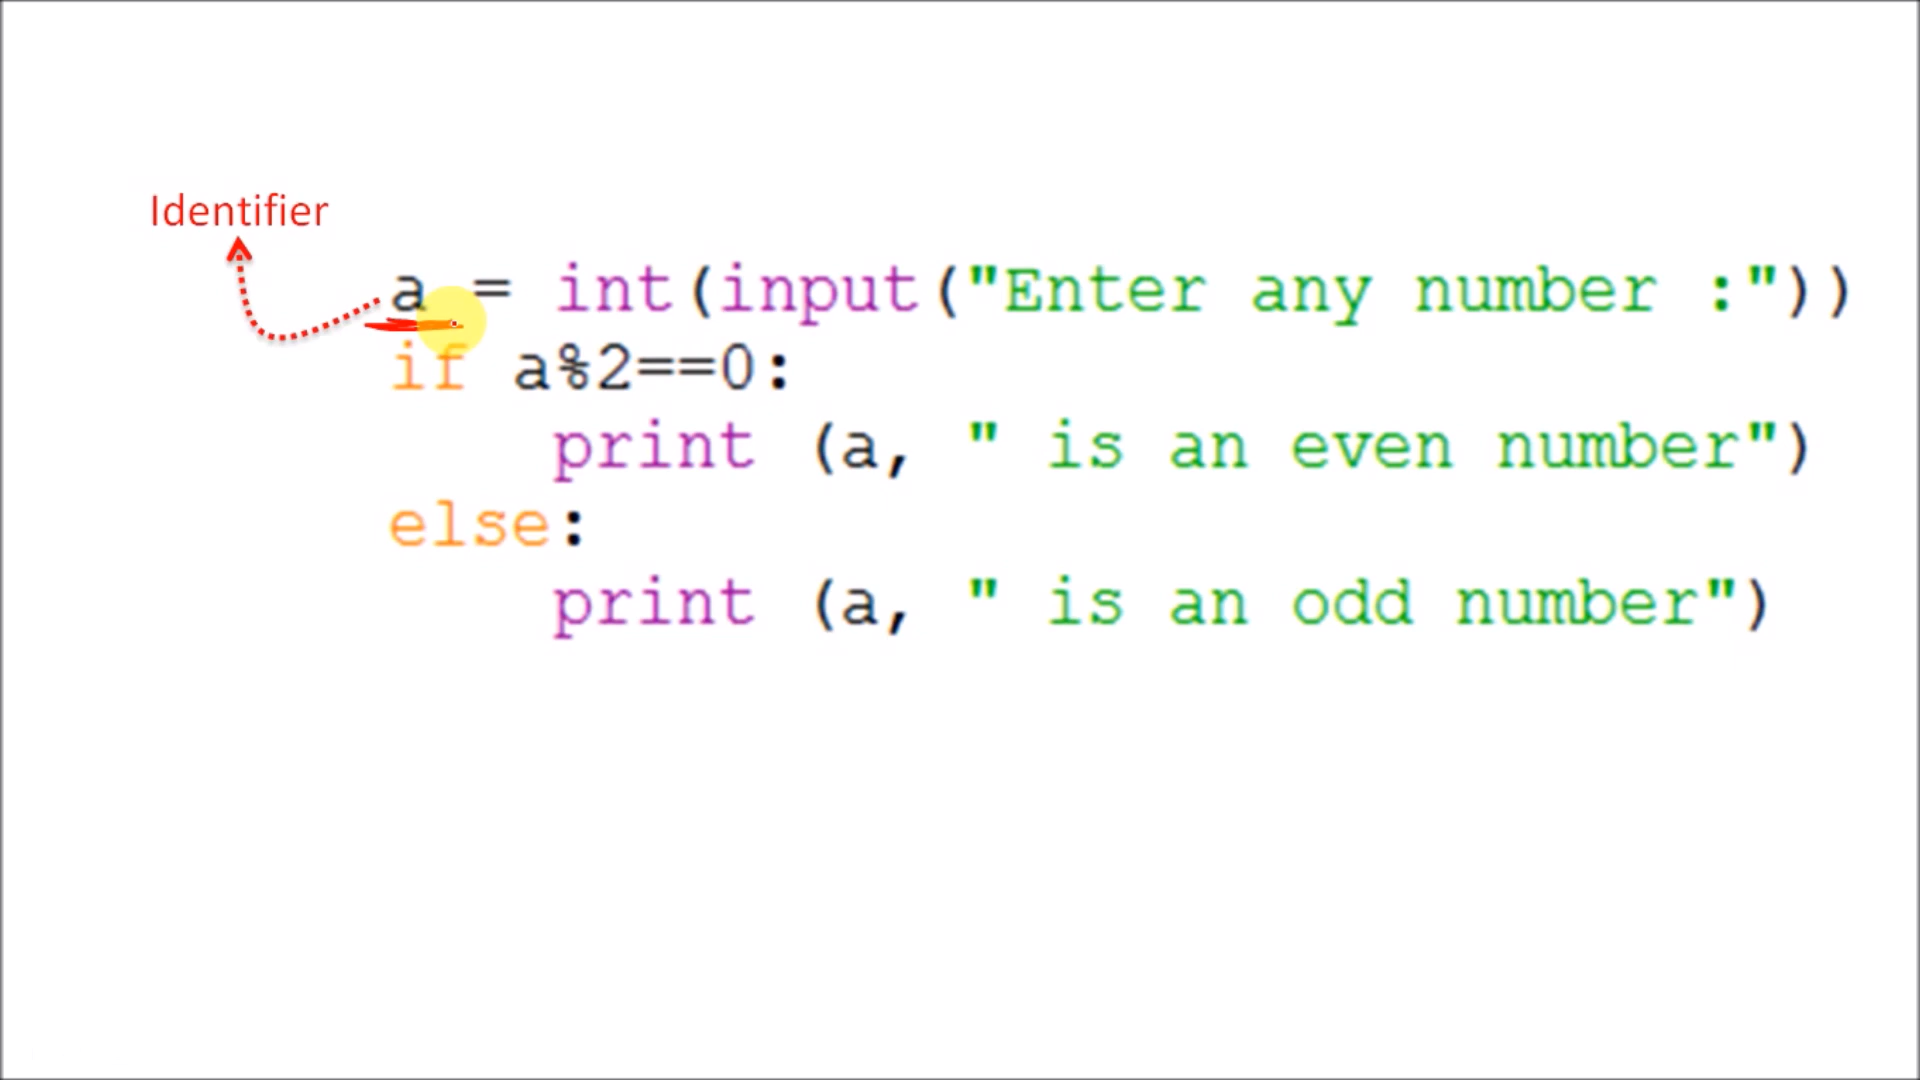 Identifier
a = int(input("Enter any number :"))
if a%2==0:
    print (a, " is an even number")
else:
    print (a, " is an odd number")